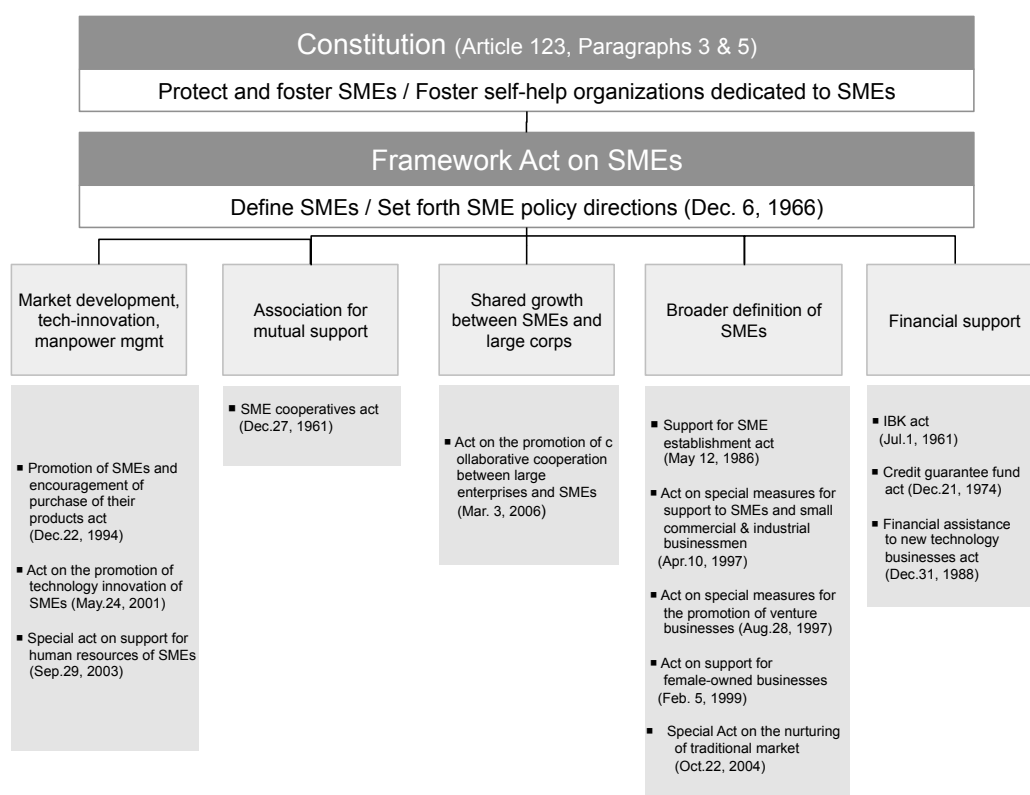 Constitution (Article 123, Paragraphs 3 & 5)
Protect and foster SMEs / Foster self-help organizations dedicated to SMEs
Framework Act on SMEs
Define SMEs / Set forth SME policy directions (Dec. 6, 1966)
Market development,
tech-innovation,
manpower mgmt
▪ Promotion of SMEs and
encouragement of
purchase of their
products act
(Dec.22, 1994)
▪ Act on the promotion of
technology innovation of
SMEs (May.24, 2001)
▪ Special act on support for
human resources of SMEs
(Sep.29, 2003)
Association for
mutual support
▪ SME cooperatives act
(Dec.27, 1961)
Shared growth
between SMEs and
large corps
▪ Act on the promotion of c
ollaborative cooperation
between large
enterprises and SMEs
(Mar. 3, 2006)
Broader definition of
SMEs
▪ Support for SME
establishment act
(May 12, 1986)
▪ Act on special measures for
support to SMEs and small
commercial & industrial
businessmen
(Apr.10, 1997)
▪ Act on special measures for
the promotion of venture
businesses (Aug.28, 1997)
▪ Act on support for
female-owned businesses
(Feb. 5, 1999)
▪ Special Act on the nurturing
of traditional market
(Oct.22, 2004)
Financial support
▪ IBK act
(Jul.1, 1961)
▪ Credit guarantee fund
act (Dec.21, 1974)
▪ Financial assistance
to new technology
businesses act
(Dec.31, 1988)